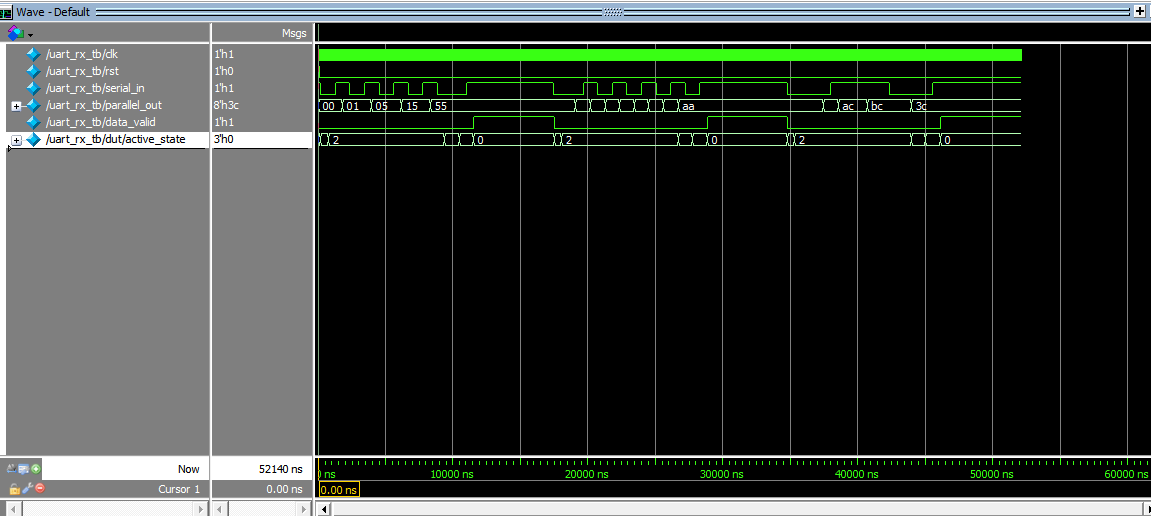 Wave - Default
Msgs
/uart_rx_tb/clk 1'h1
/uart_rx_tb/rst 1'h0
/uart_rx_tb/serial_in 1'h1
/uart_rx_tb/parallel_out 8'h3c 00 01 05 15 55 aa ac bc 3c
/uart_rx_tb/data_valid 1'h1
/uart_rx_tb/dut/active_state 3'h0 2 0 2 0 2 0
Now 52140 ns ns 10000 ns 20000 ns 30000 ns 40000 ns 50000 ns 60000 ns
Cursor 1 0.00 ns 0.00 ns